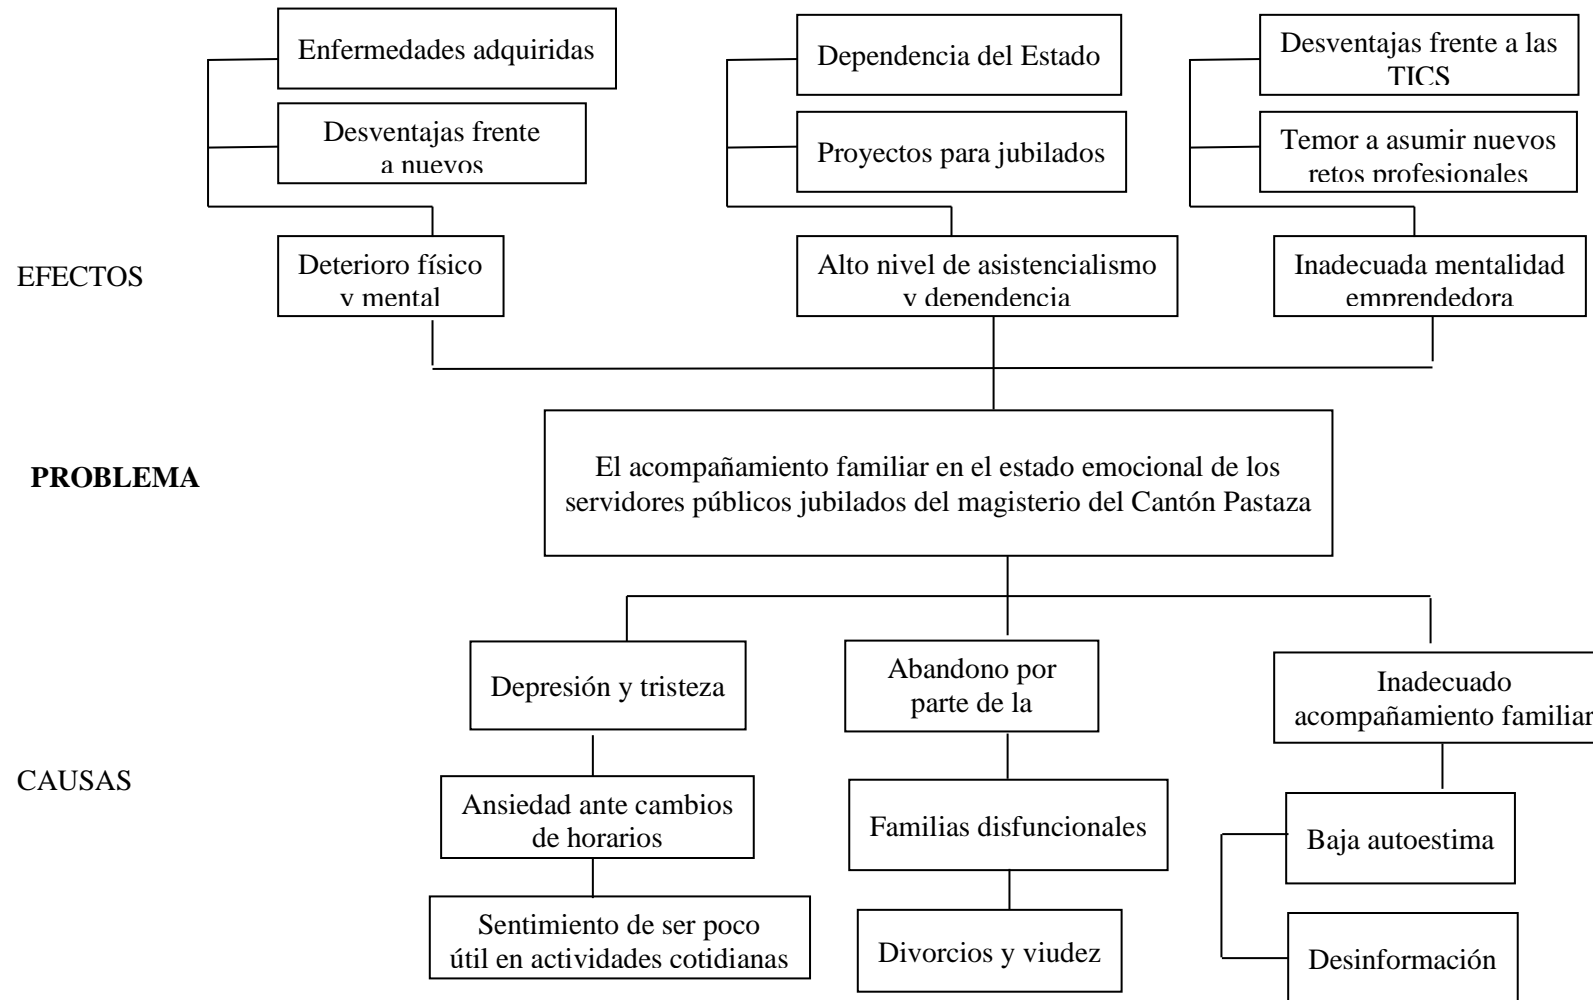 Enfermedades adquiridas
Dependencia del Estado
Desventajas frente a las
TICS
Desventajas frente
a nuevos
Proyectos para jubilados
Temor a asumir nuevos
retos profesionales
EFECTOS
Deterioro físico
y mental
Alto nivel de asistencialismo
y dependencia
Inadecuada mentalidad
emprendedora
PROBLEMA
El acompañamiento familiar en el estado emocional de los
servidores públicos jubilados del magisterio del Cantón Pastaza
Depresión y tristeza
Abandono por
parte de la
Inadecuado
acompañamiento familiar
CAUSAS
Ansiedad ante cambios
de horarios
Familias disfuncionales
Baja autoestima
Sentimiento de ser poco
útil en actividades cotidianas
Divorcios y viudez
Desinformación